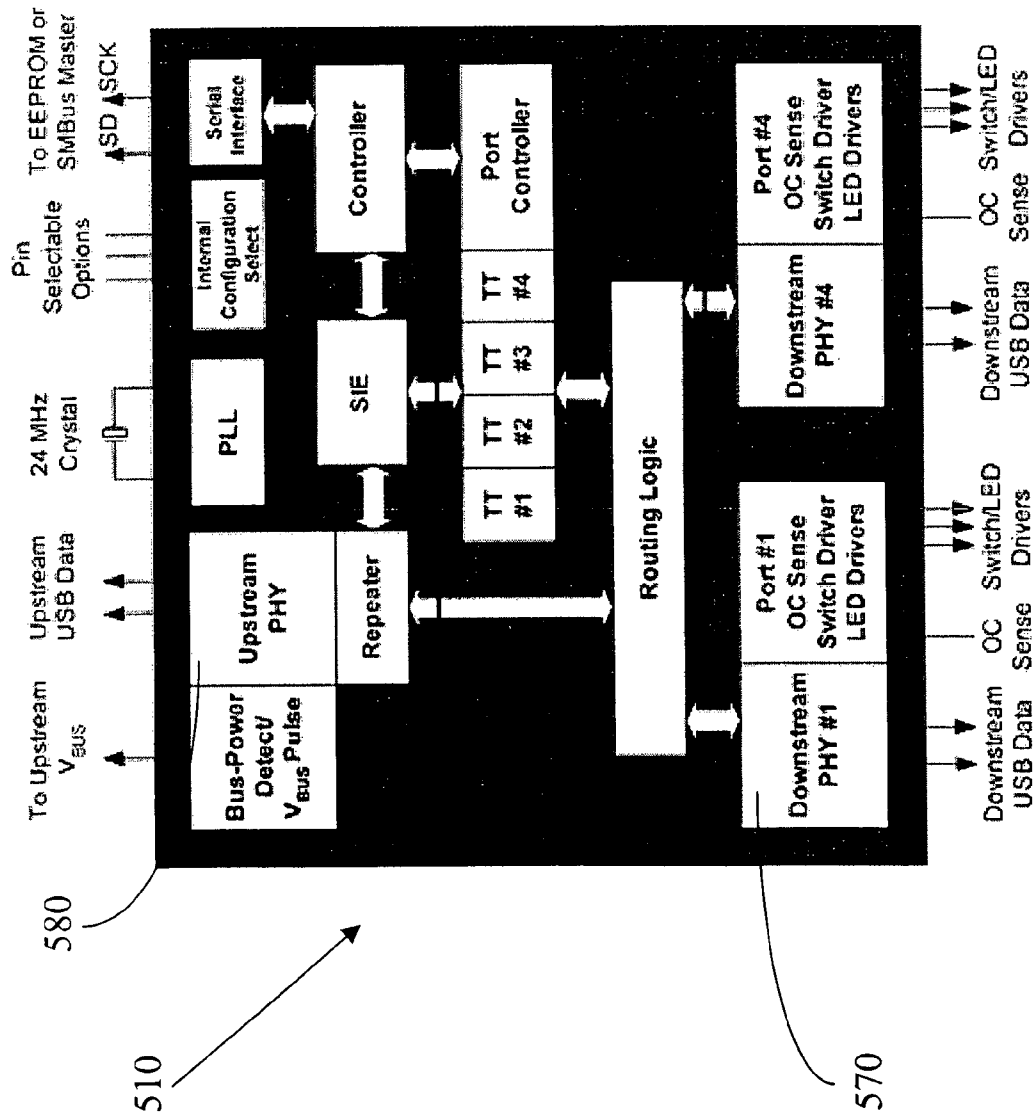 To Upstream
VBUS
Upstream
USB Data
24 MHz
Crystal
Pin
Selectable
Options
To EEPROM or
SMBus Master
SD SCK
580
510
570
Bus-Power
Detect/
VBUS Pulse
Upstream
PHY
Repeater
PLL
Internal
Configuration
Select
Serial
Interface
SIE
Controller
TT
#1
TT
#2
TT
#3
TT
#4
Port
Controller
Routing Logic
Downstream
PHY #1
Port #1
OC Sense
Switch Driver
LED Drivers
Downstream
PHY #4
Port #4
OC Sense
Switch Driver
LED Drivers
Downstream
USB Data
OC
Sense
Switch/LED
Drivers
Downstream
USB Data
OC
Sense
Switch/LED
Drivers